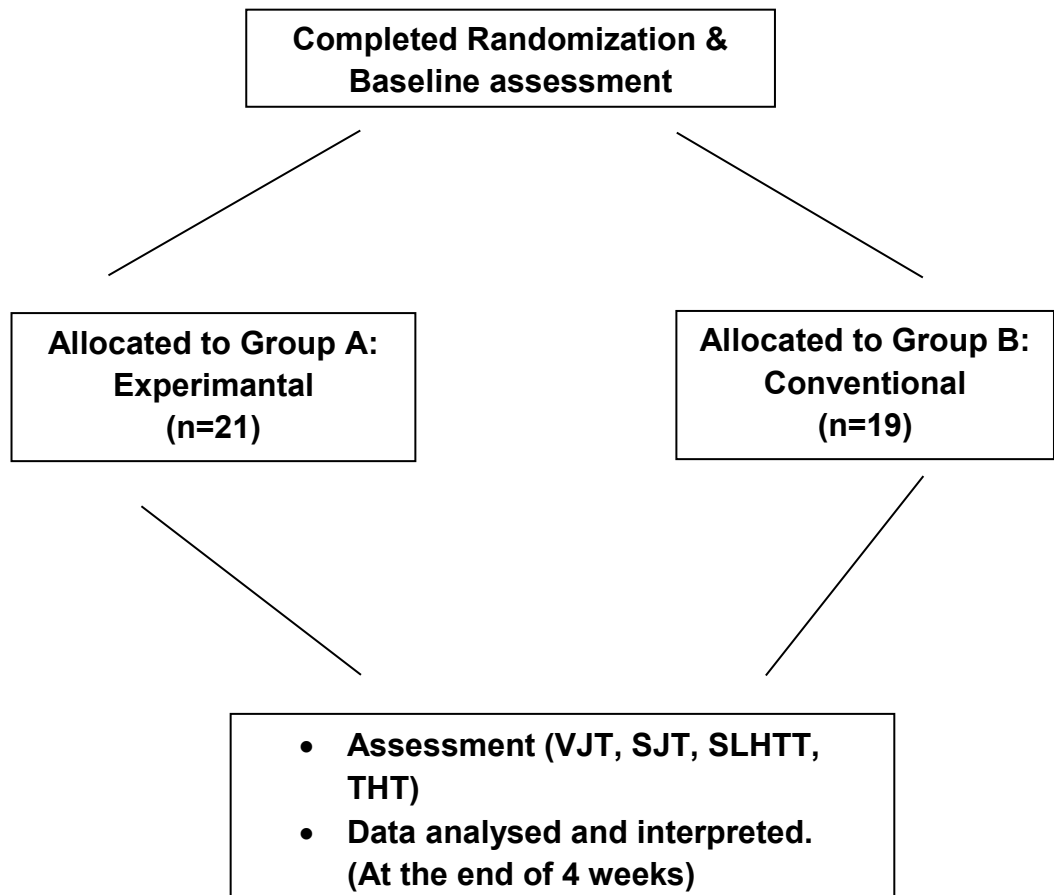 Completed Randomization &
Baseline assessment
Allocated to Group A:
Experimantal
(n=21)
Allocated to Group B:
Conventional
(n=19)
• Assessment (VJT, SJT, SLHTT,
THT)
• Data analysed and interpreted.
(At the end of 4 weeks)